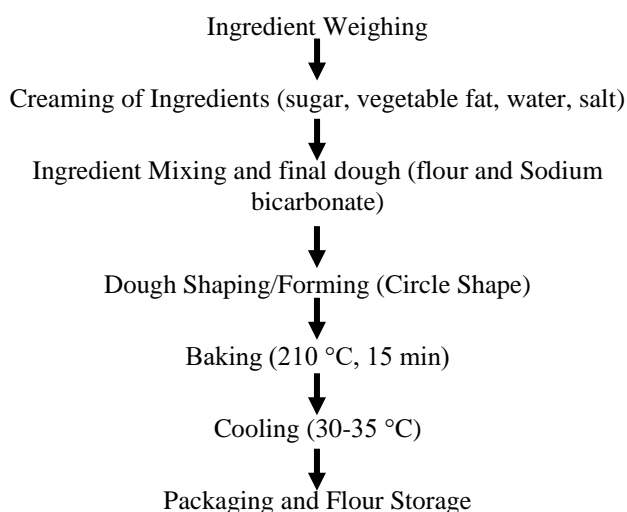 Ingredient Weighing
Creaming of Ingredients (sugar, vegetable fat, water, salt)
Ingredient Mixing and final dough (flour and Sodium
bicarbonate)
Dough Shaping/Forming (Circle Shape)
Baking (210 °C, 15 min)
Cooling (30-35 °C)
Packaging and Flour Storage